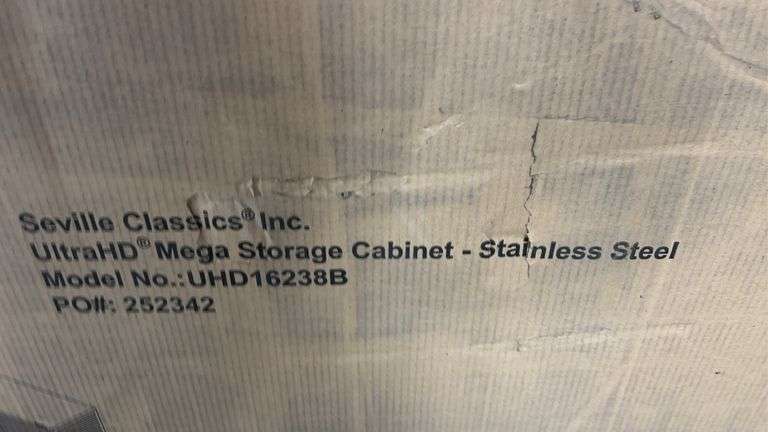 Seville Classics® Inc.
UltraHD® Mega Storage Cabinet - Stainless Steel
Model No.:UHD16238B
PO#: 252342